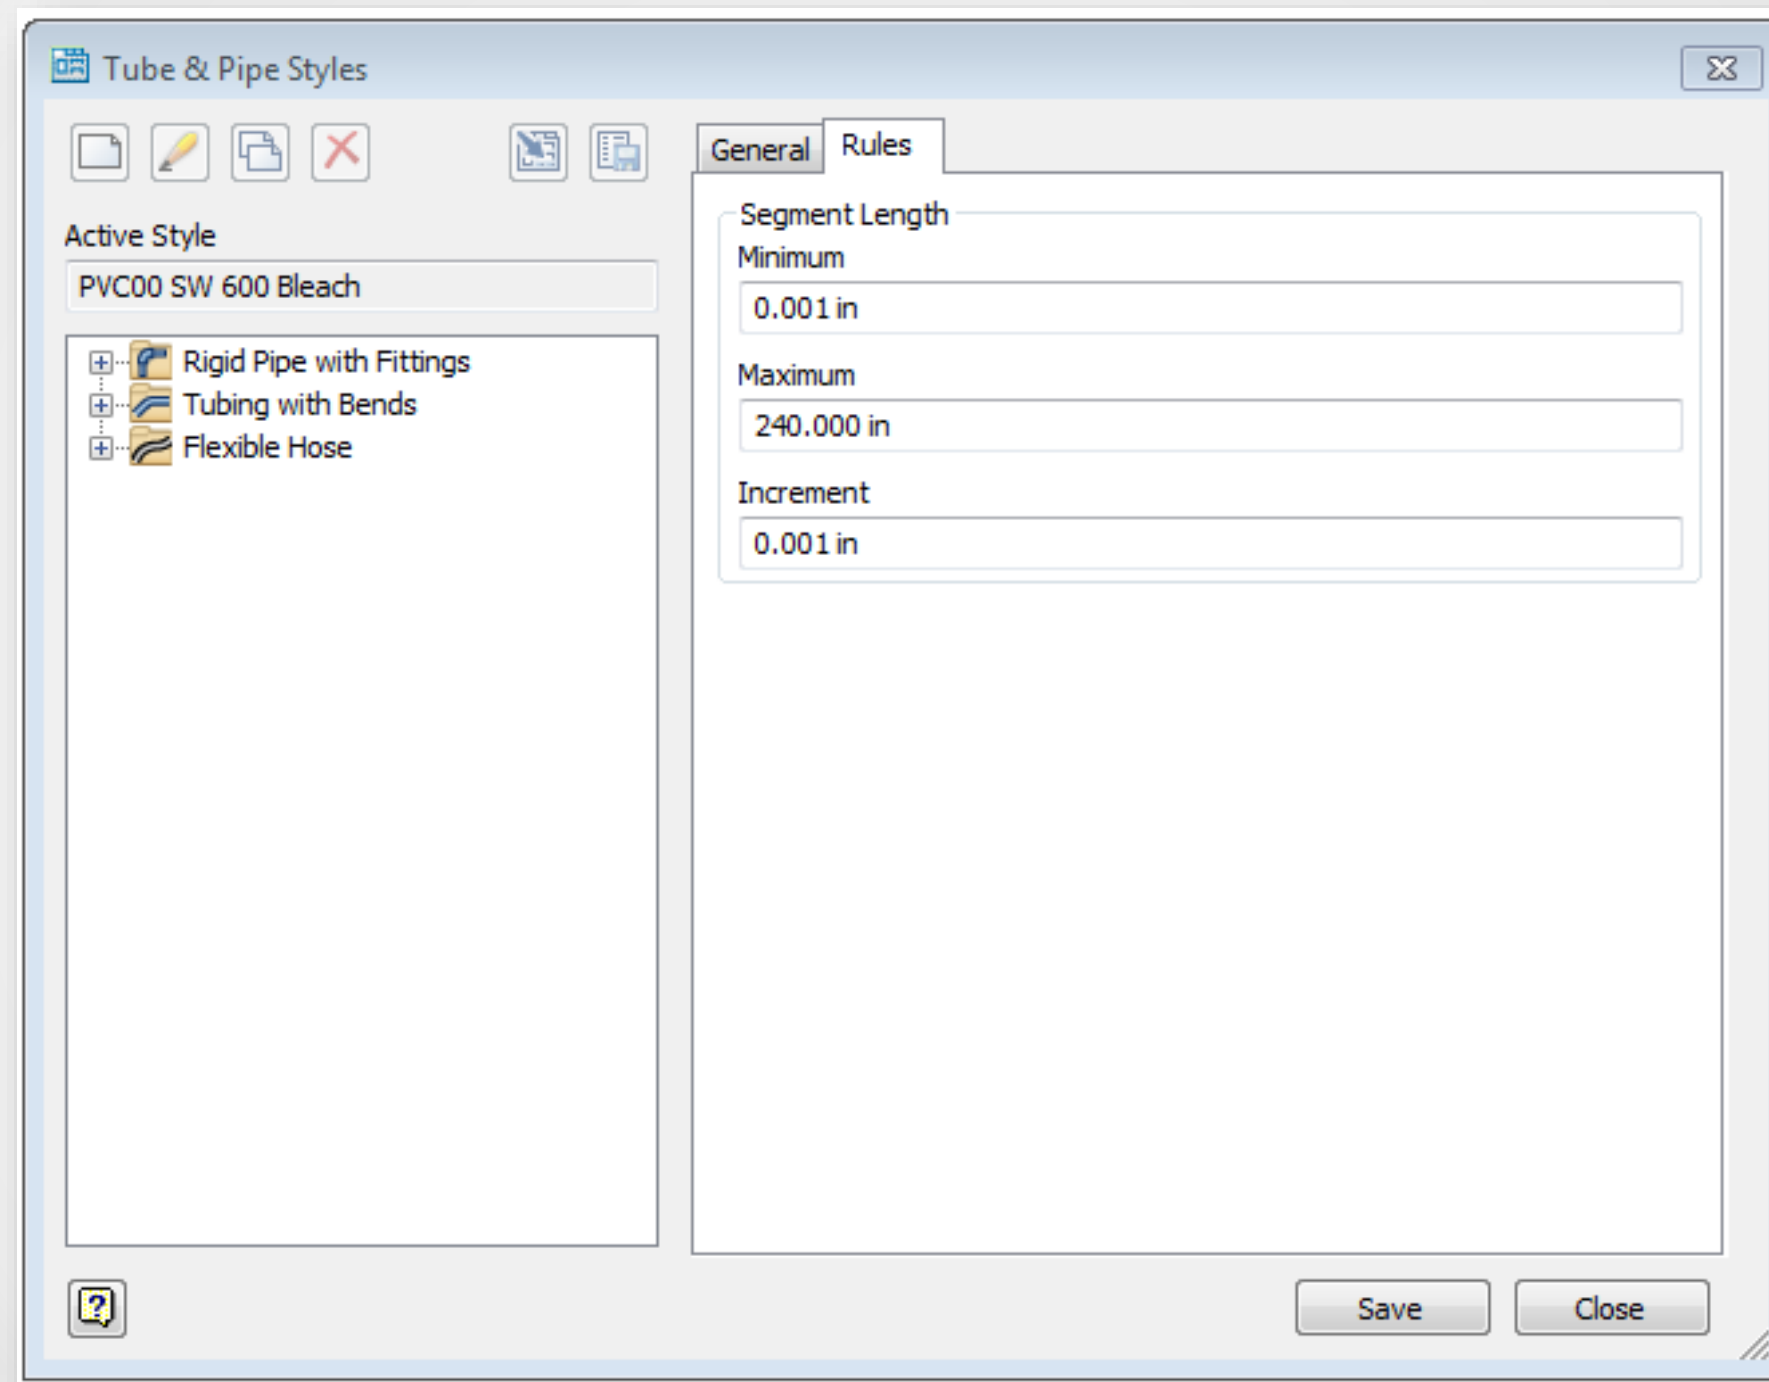 Tube & Pipe Styles
General
Rules
Active Style
PVC00 SW 600 Bleach
Rigid Pipe with Fittings
Tubing with Bends
Flexible Hose
Segment Length
Minimum
0.001 in
Maximum
240.000 in
Increment
0.001 in
?
Save
Close